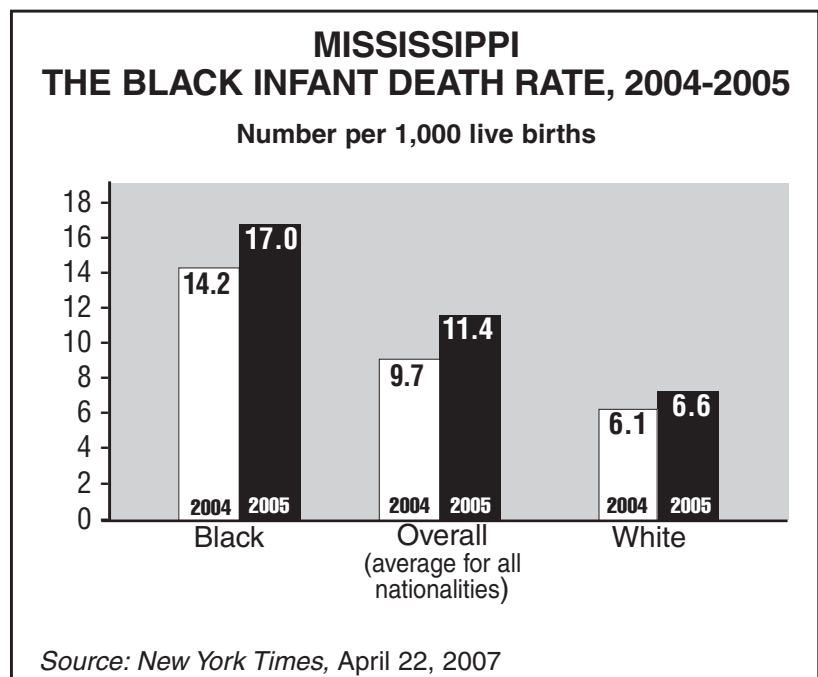 MISSISSIPPI
THE BLACK INFANT DEATH RATE, 2004-2005
Number per 1,000 live births
18
16
14
12
10
8
6
4
2
0
14.2
17.0
9.7
11.4
6.1
6.6
2004 2005
2004 2005
2004 2005
Black
Overall
(average for all
nationalities)
White
Source: New York Times, April 22, 2007